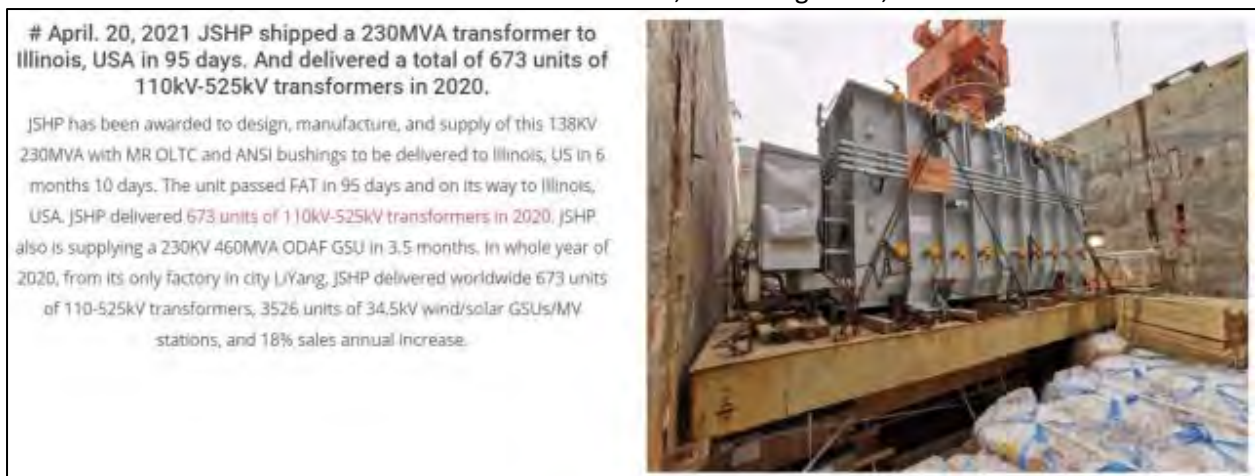 # April. 20, 2021 JSHP shipped a 230MVA transformer to
Illinois, USA in 95 days. And delivered a total of 673 units of
110kV-525kV transformers in 2020.
JSHP has been awarded to design, manufacture, and supply of this 138KV
230MVA with MR OLTC and ANSI bushings to be delivered to Illinois, US in 6
months 10 days. The unit passed FAT in 95 days and on its way to Illinois,
USA. JSHP delivered 673 units of 110kV-525kV transformers in 2020. JSHP
also is supplying a 230KV 460MVA ODAF GSU in 3.5 months. In whole year of
2020, from its only factory in city LiYang, JSHP delivered worldwide 673 units
of 110-525kV transformers, 3526 units of 34.5kV wind/solar GSUs/MV
stations, and 18% sales annual increase.